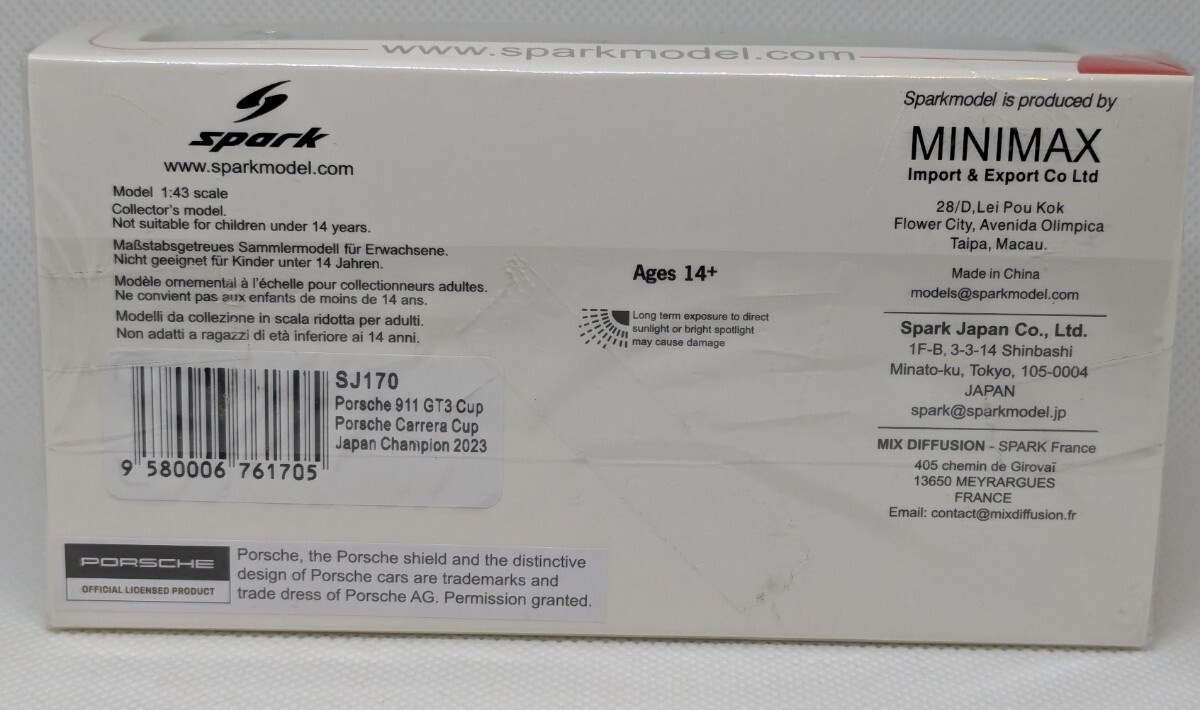 www.sparkmodel.com
spark
www.sparkmodel.com
Model 1:43 scale
Collector's model.
Not suitable for children under 14 years.
Maßstabsgetreues Sammlermodell für Erwachsene.
Nicht geeignet für Kinder unter 14 Jahren.
Modèle ornemental à l'échelle pour collectionneurs adultes.
Ne convient pas aux enfants de moins de 14 ans.
Modelli da collezione in scala ridotta per adulti.
Non adatti a ragazzi di età inferiore ai 14 anni.
SJ170
Porsche 911 GT3 Cup
Porsche Carrera Cup
Japan Champion 2023
9 580006 761705
PORSCHE
OFFICIAL LICENSED PRODUCT
Porsche, the Porsche shield and the distinctive
design of Porsche cars are trademarks and
trade dress of Porsche AG. Permission granted.
Ages 14+
Long term exposure to direct
sunlight or bright spotlight
may cause damage
Sparkmodel is produced by
MINIMAX
Import & Export Co Ltd
28/D,Lei Pou Kok
Flower City, Avenida Olimpica
Taipa, Macau.
Made in China
models@sparkmodel.com
Spark Japan Co., Ltd.
1F-B, 3-3-14 Shinbashi
Minato-ku, Tokyo, 105-0004
JAPAN
spark@sparkmodel.jp
MIX DIFFUSION - SPARK France
405 chemin de Girovaï
13650 MEYRARGUES
FRANCE
Email: contact@mixdiffusion.fr